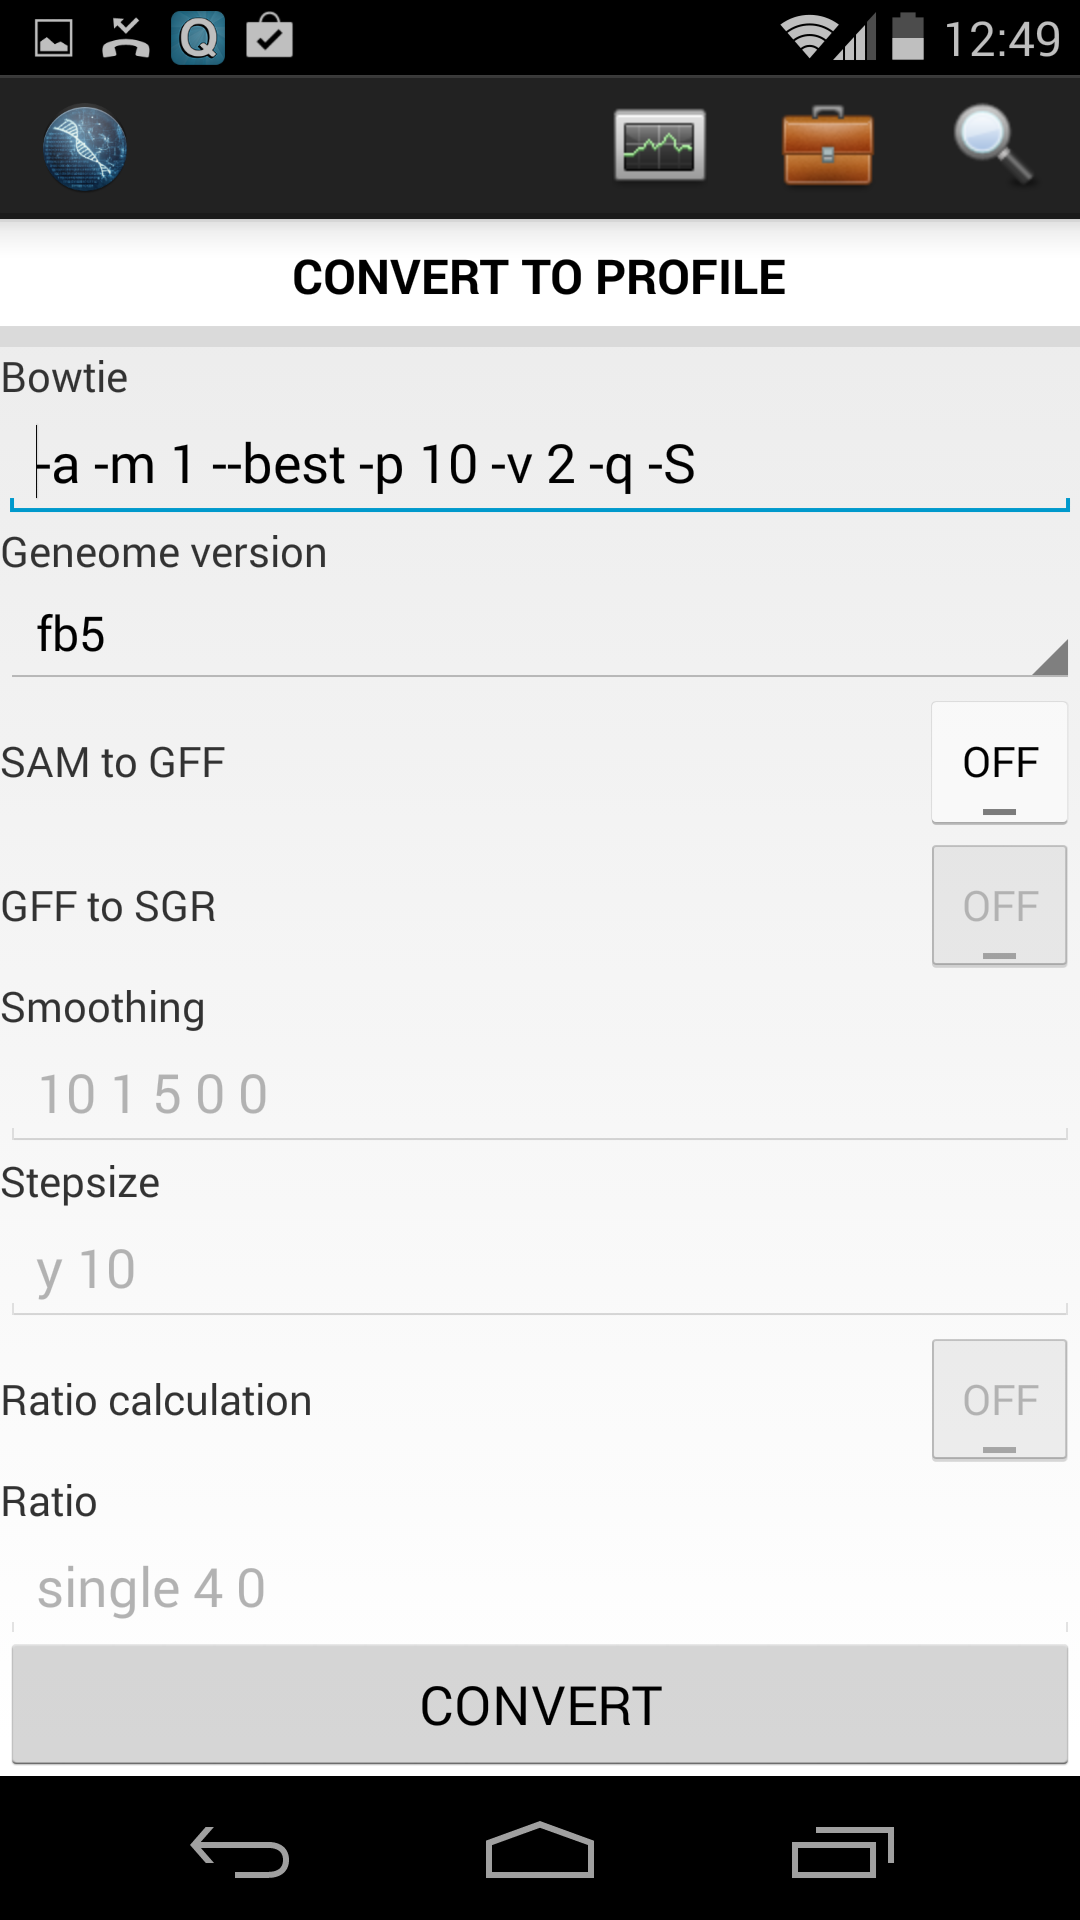 12:49
CONVERT TO PROFILE
Bowtie
-a -m 1 --best -p 10 -v 2 -q -S
Geneome version
fb5
SAM to GFF OFF
GFF to SGR OFF
Smoothing
10 1 5 0 0
Stepsize
y 10
Ratio calculation OFF
Ratio
single 4 0
CONVERT